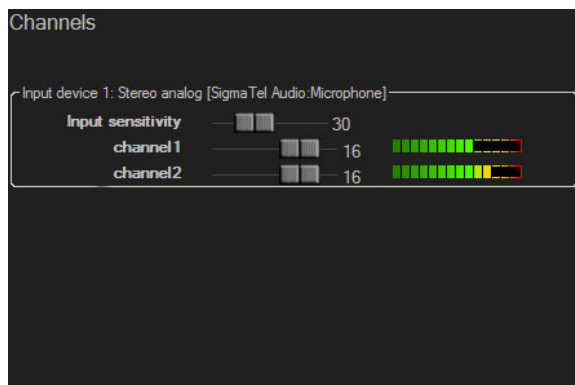 Channels
Input device 1: Stereo analog [SigmaTel Audio:Microphone]
Input sensitivity 30
channel1 16
channel2 16